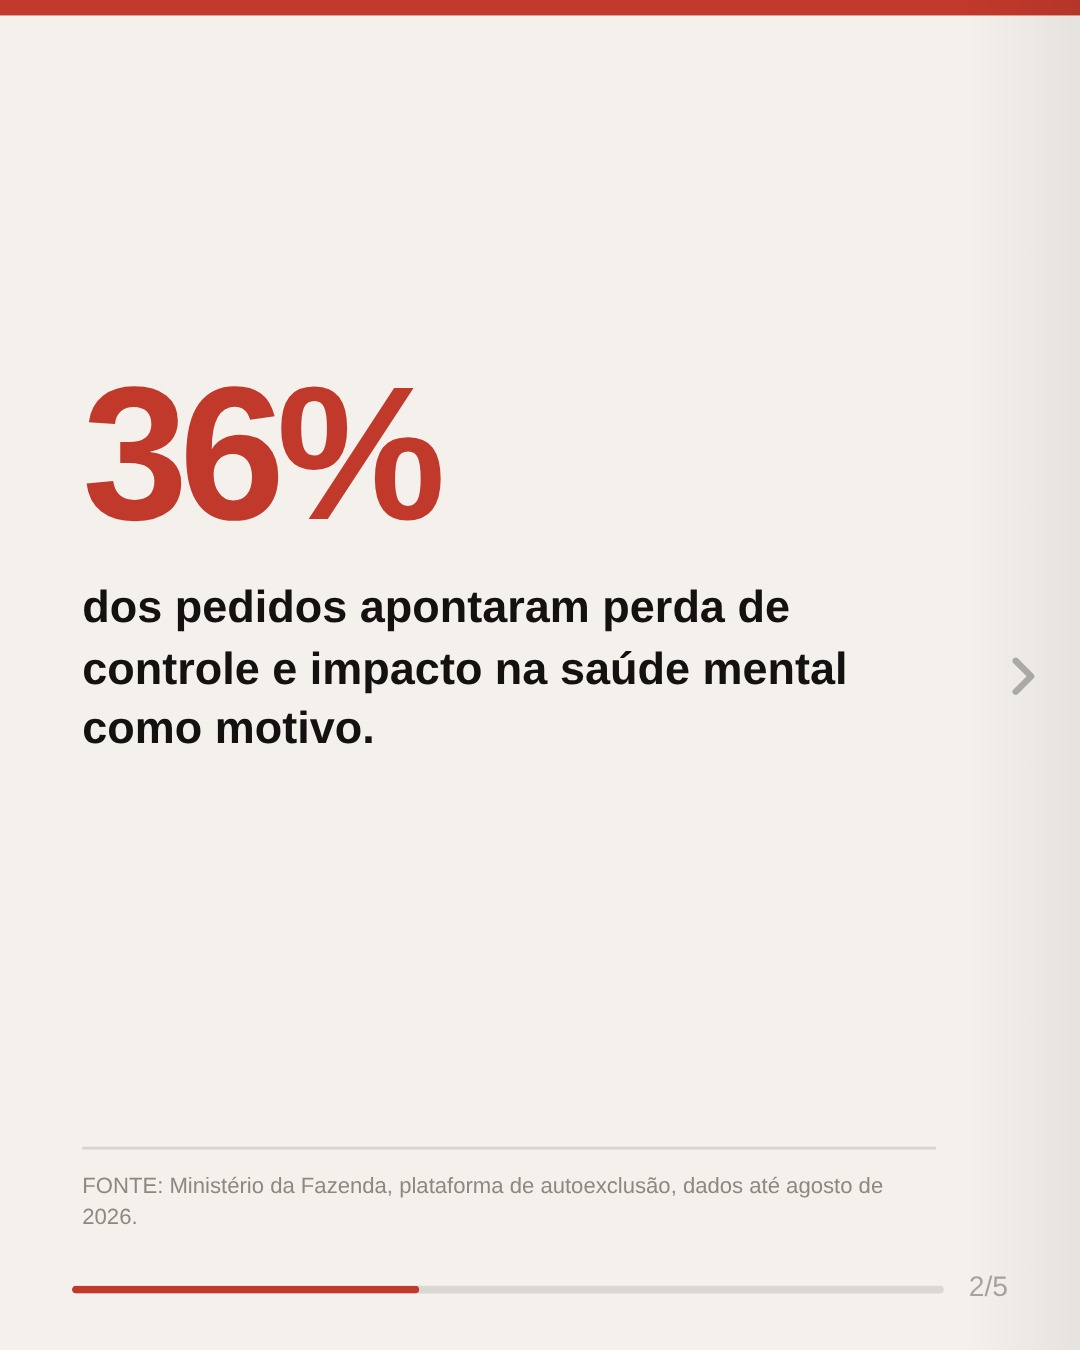 36%
dos pedidos apontaram perda de
controle e impacto na saúde mental
como motivo.
FONTE: Ministério da Fazenda, plataforma de autoexclusão, dados até agosto de
2026.
2/5